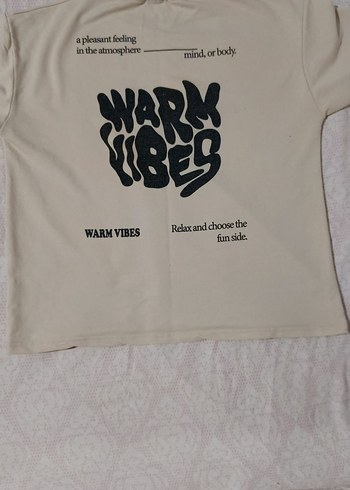 a pleasant feeling
in the atmosphere mind, or body.
WARM
VIBES
WARM VIBES
Relax and choose the
fun side.